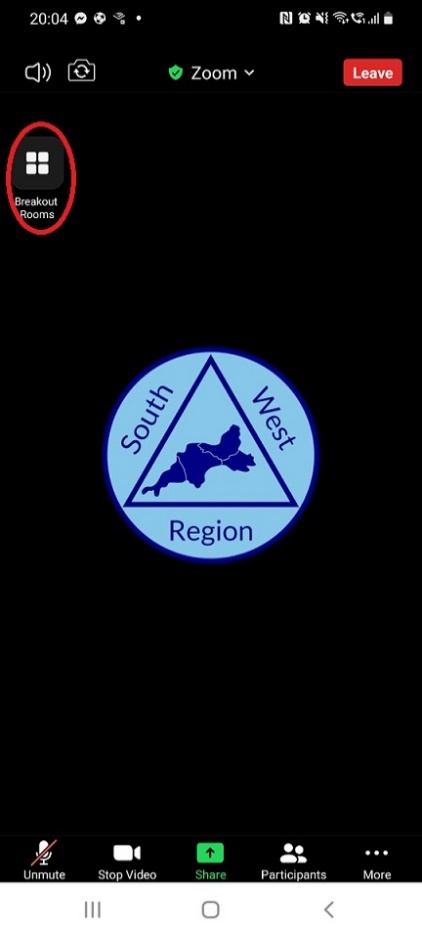 20:04
Zoom
Leave
Breakout
Rooms
South
West
Region
Unmute
Stop Video
Share
Participants
More